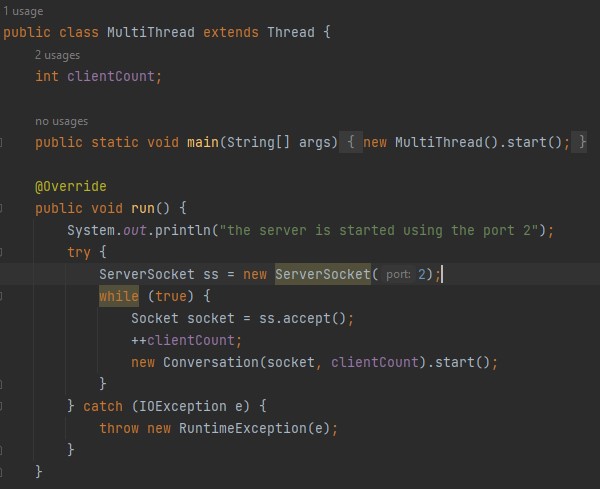 1 usage
public class MultiThread extends Thread {
2 usages
int clientCount;
no usages
public static void main(String[] args) { new MultiThread().start(); }
@Override
public void run() {
System.out.println("the server is started using the port 2");
try {
ServerSocket ss = new ServerSocket( port: 2);
while (true) {
Socket socket = ss.accept();
++clientCount;
new Conversation(socket, clientCount).start();
}
} catch (IOException e) {
throw new RuntimeException(e);
}
}